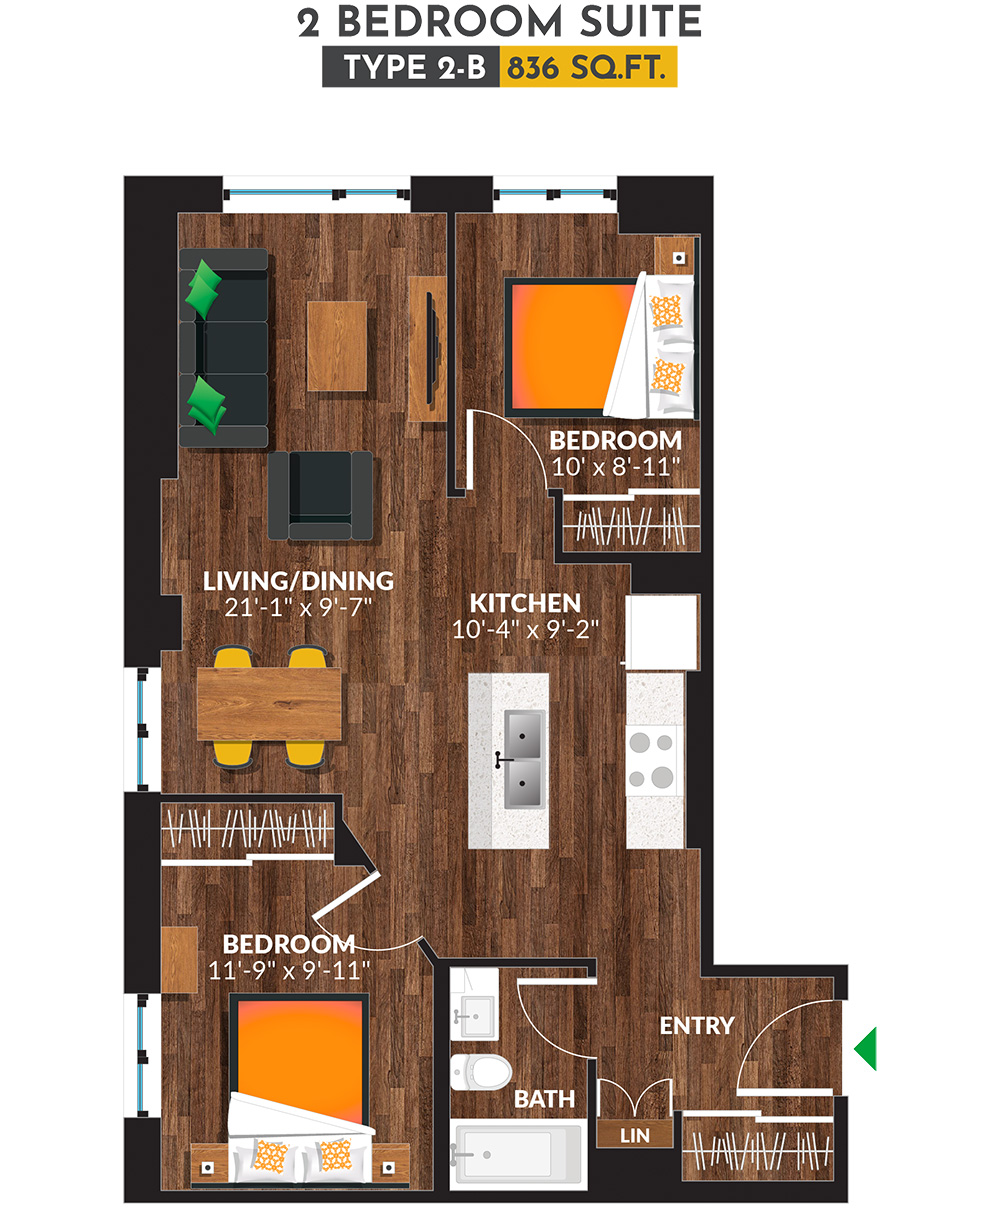 2 BEDROOM SUITE
TYPE 2-B 836 SQ.FT.
BEDROOM
10' x 8'-11"
LIVING/DINING
21'-1" x 9'-7"
KITCHEN
10'-4" x 9'-2"
BEDROOM
11'-9" x 9'-11"
ENTRY
BATH
LIN